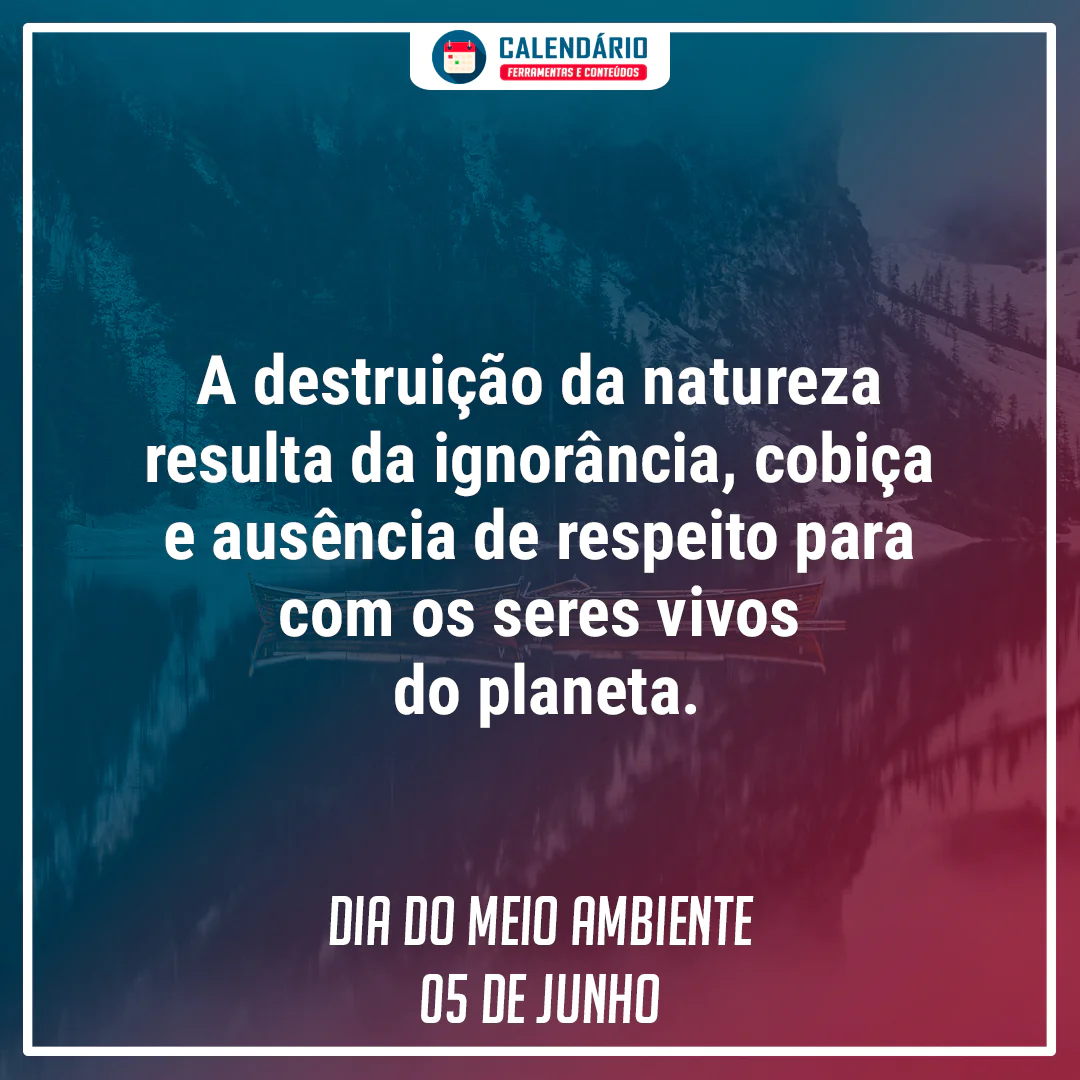 CALENDÁRIO
FERRAMENTAS E CONTEÚDOS
A destruição da natureza
resulta da ignorância, cobiça
e ausência de respeito para
com os seres vivos
do planeta.
DIA DO MEIO AMBIENTE
05 DE JUNHO